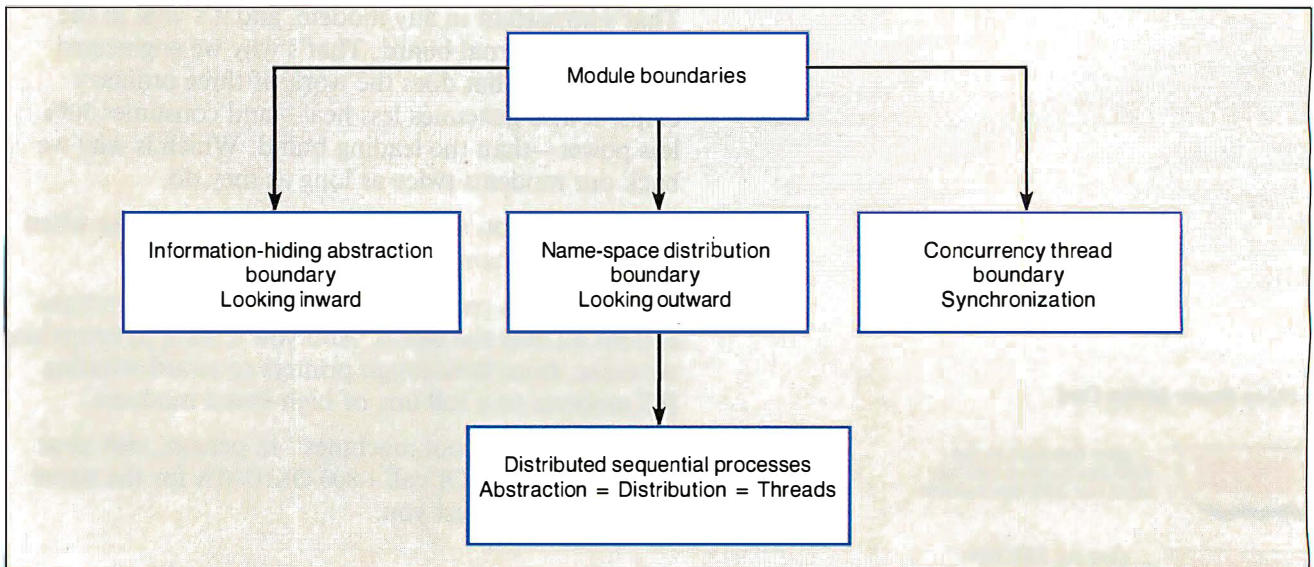 Module boundaries
Information-hiding abstraction
boundary
Looking inward
Name-space distribution
boundary
Looking outward
Concurrency thread
boundary
Synchronization
Distributed sequential processes
Abstraction = Distribution = Threads